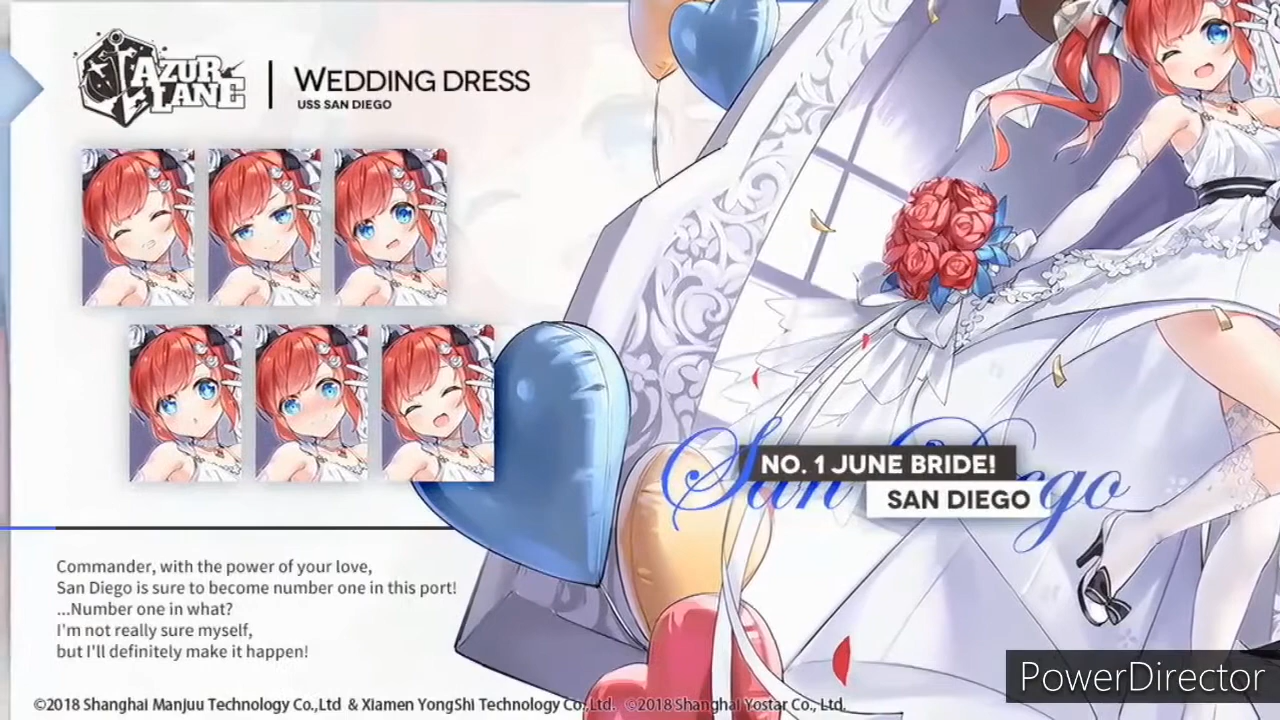 AZUR LANE
WEDDING DRESS
USS SAN DIEGO
San Diego
NO. 1 JUNE BRIDE!
SAN DIEGO
Commander, with the power of your love,
San Diego is sure to become number one in this port!
...Number one in what?
I'm not really sure myself,
but I'll definitely make it happen!
PowerDirector
©2018 Shanghai ManJuu Technology Co.,Ltd & Xiamen YongShi Technology Co.,Ltd. ©2018 Shanghai Yostar Co., Ltd.